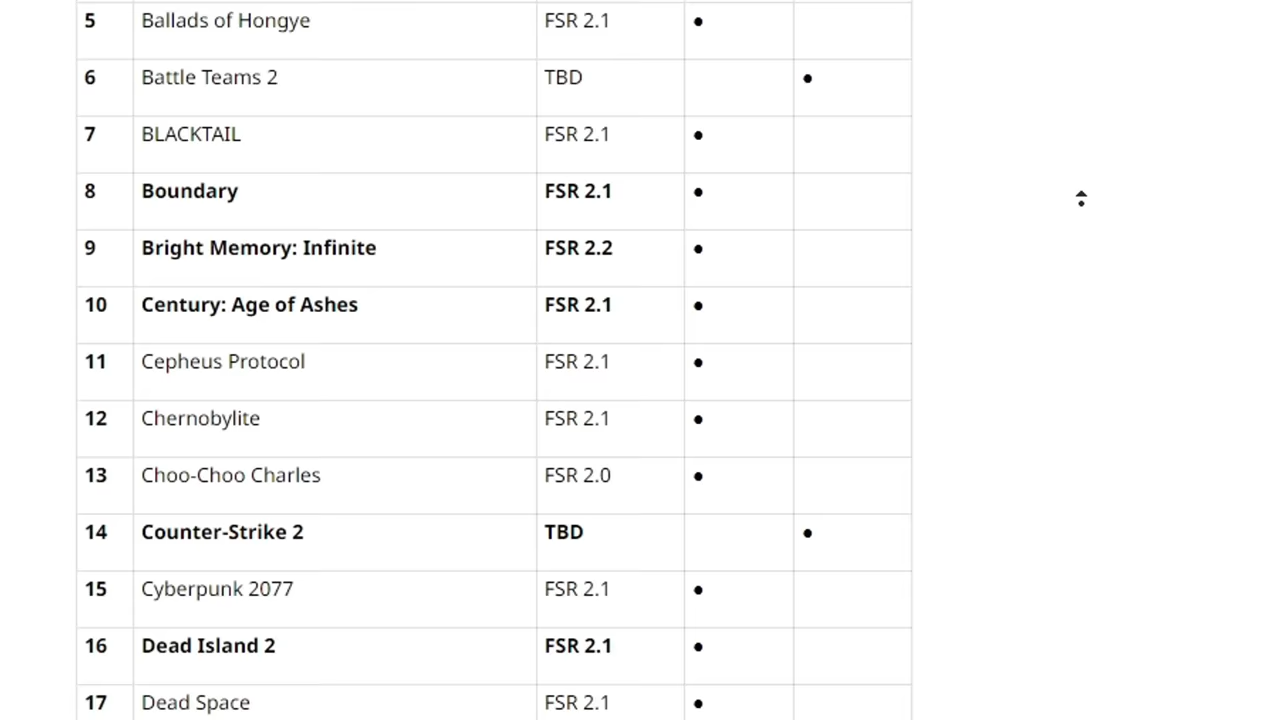 5 Ballads of Hongye FSR 2.1 ●
6 Battle Teams 2 TBD ●
7 BLACKTAIL FSR 2.1 ●
8 Boundary FSR 2.1 ●
9 Bright Memory: Infinite FSR 2.2 ●
10 Century: Age of Ashes FSR 2.1 ●
11 Cepheus Protocol FSR 2.1 ●
12 Chernobylite FSR 2.1 ●
13 Choo-Choo Charles FSR 2.0 ●
14 Counter-Strike 2 TBD ●
15 Cyberpunk 2077 FSR 2.1 ●
16 Dead Island 2 FSR 2.1 ●
17 Dead Space FSR 2.1 ●